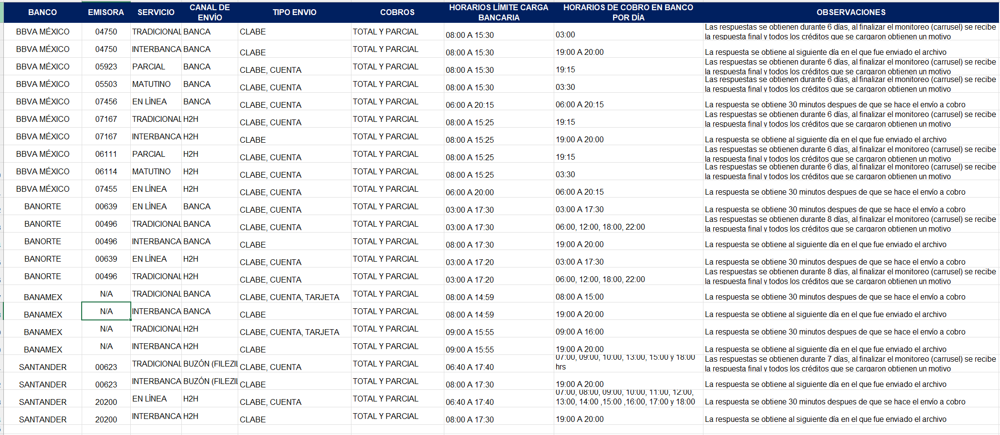 BANCO EMISORA SERVICIO CANAL DE ENVÍO TIPO ENVIO COBROS HORARIOS LÍMITE CARGA BANCARIA HORARIOS DE COBRO EN BANCO POR DÍA OBSERVACIONES
BBVA MÉXICO 04750 TRADICIONAL BANCA CLABE TOTAL Y PARCIAL 08:00 A 15:30 03:00 Las respuestas se obtienen durante 6 días, al finalizar el monitoreo (carrusel) se recibe
la respuesta final y todos los créditos que se cargaron obtienen un motivo
BBVA MÉXICO 04750 INTERBANCA BANCA CLABE TOTAL Y PARCIAL 08:00 A 15:30 19:00 A 20:00 La respuesta se obtiene al siguiente día en el que fue enviado el archivo
BBVA MÉXICO 05923 PARCIAL BANCA CLABE, CUENTA TOTAL Y PARCIAL 08:00 A 15:30 19:15 Las respuestas se obtienen durante 6 días, al finalizar el monitoreo (carrusel) se recibe
la respuesta final y todos los créditos que se cargaron obtienen un motivo
BBVA MÉXICO 05503 MATUTINO BANCA CLABE, CUENTA TOTAL Y PARCIAL 08:00 A 15:30 03:30 Las respuestas se obtienen durante 6 días, al finalizar el monitoreo (carrusel) se recibe
la respuesta final y todos los créditos que se cargaron obtienen un motivo
BBVA MÉXICO 07456 EN LÍNEA BANCA CLABE, CUENTA TOTAL Y PARCIAL 06:00 A 20:15 06:00 A 20:15 La respuesta se obtiene 30 minutos despues de que se hace el envío a cobro
BBVA MÉXICO 07167 TRADICIONAL H2H CLABE, CUENTA TOTAL Y PARCIAL 08:00 A 15:25 19:15 Las respuestas se obtienen durante 6 días, al finalizar el monitoreo (carrusel) se recibe
la respuesta final y todos los créditos que se cargaron obtienen un motivo
BBVA MÉXICO 07167 INTERBANCA H2H CLABE TOTAL Y PARCIAL 08:00 A 15:25 19:00 A 20:00 La respuesta se obtiene al siguiente día en el que fue enviado el archivo
BBVA MÉXICO 06111 PARCIAL H2H CLABE, CUENTA TOTAL Y PARCIAL 08:00 A 15:25 19:15 Las respuestas se obtienen durante 6 días, al finalizar el monitoreo (carrusel) se recibe
la respuesta final y todos los créditos que se cargaron obtienen un motivo
BBVA MÉXICO 06114 MATUTINO H2H CLABE, CUENTA TOTAL Y PARCIAL 08:00 A 15:25 03:30 Las respuestas se obtienen durante 6 días, al finalizar el monitoreo (carrusel) se recibe
la respuesta final y todos los créditos que se cargaron obtienen un motivo
BBVA MÉXICO 07455 EN LÍNEA H2H CLABE, CUENTA TOTAL Y PARCIAL 06:00 A 20:00 06:00 A 20:15 La respuesta se obtiene 30 minutos despues de que se hace el envío a cobro
BANORTE 00639 EN LÍNEA BANCA CLABE, CUENTA TOTAL Y PARCIAL 03:00 A 17:30 03:00 A 17:30 La respuesta se obtiene 30 minutos despues de que se hace el envío a cobro
BANORTE 00496 TRADICIONAL BANCA CLABE, CUENTA TOTAL Y PARCIAL 03:00 A 17:30 06:00, 12:00, 18:00, 22:00 Las respuestas se obtienen durante 8 días, al finalizar el monitoreo (carrusel) se recibe
la respuesta final y todos los créditos que se cargaron obtienen un motivo
BANORTE 00496 INTERBANCA BANCA CLABE TOTAL Y PARCIAL 08:00 A 17:30 19:00 A 20:00 La respuesta se obtiene al siguiente día en el que fue enviado el archivo
BANORTE 00639 EN LÍNEA H2H CLABE, CUENTA TOTAL Y PARCIAL 03:00 A 17:20 03:00 A 17:30 La respuesta se obtiene 30 minutos despues de que se hace el envío a cobro
BANORTE 00496 TRADICIONAL H2H CLABE, CUENTA TOTAL Y PARCIAL 03:00 A 17:20 06:00, 12:00, 18:00, 22:00 Las respuestas se obtienen durante 8 días, al finalizar el monitoreo (carrusel) se recibe
la respuesta final y todos los créditos que se cargaron obtienen un motivo
BANAMEX N/A TRADICIONAL BANCA CLABE, CUENTA, TARJETA TOTAL Y PARCIAL 08:00 A 14:59 08:00 A 15:00 La respuesta se obtiene 30 minutos despues de que se hace el envío a cobro
BANAMEX N/A INTERBANCA BANCA CLABE TOTAL Y PARCIAL 08:00 A 14:59 19:00 A 20:00 La respuesta se obtiene al siguiente día en el que fue enviado el archivo
BANAMEX N/A TRADICIONAL H2H CLABE, CUENTA, TARJETA TOTAL Y PARCIAL 09:00 A 15:55 09:00 A 16:00 La respuesta se obtiene 30 minutos despues de que se hace el envío a cobro
BANAMEX N/A INTERBANCA H2H CLABE TOTAL Y PARCIAL 09:00 A 15:55 19:00 A 20:00 La respuesta se obtiene al siguiente día en el que fue enviado el archivo
SANTANDER 00623 TRADICIONAL BUZÓN (FILEZIL CLABE, CUENTA TOTAL Y PARCIAL 06:40 A 17:40 07:00, 09:00, 10:00, 13:00, 15:00 y 18:00 hrs Las respuestas se obtienen durante 7 días, al finalizar el monitoreo (carrusel) se recibe
la respuesta final y todos los créditos que se cargaron obtienen un motivo
SANTANDER 00623 INTERBANCA BUZÓN (FILEZIL CLABE TOTAL Y PARCIAL 08:00 A 17:30 19:00 A 20:00 La respuesta se obtiene al siguiente día en el que fue enviado el archivo
SANTANDER 20200 EN LÍNEA H2H CLABE, CUENTA TOTAL Y PARCIAL 06:40 A 17:40 07:00, 08:00, 09:00, 10:00, 11:00, 12:00, 13:00, 14:00 ,15:00 ,16:00, 17:00 y 18:00 La respuesta se obtiene 30 minutos despues de que se hace el envío a cobro
SANTANDER 20200 INTERBANCA H2H CLABE TOTAL Y PARCIAL 08:00 A 17:30 19:00 A 20:00 La respuesta se obtiene al siguiente día en el que fue enviado el archivo